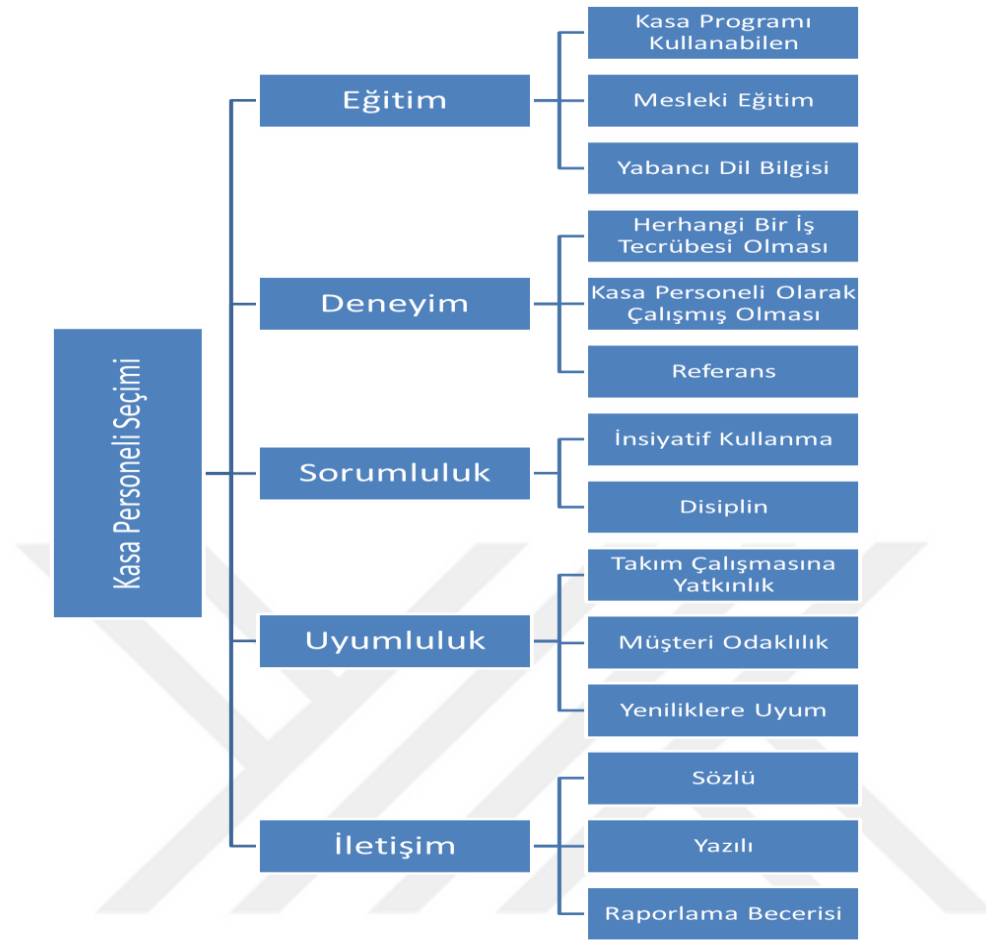 Kasa Personeli Seçimi
Eğitim
Kasa Programı
Kullanabilen
Mesleki Eğitim
Yabancı Dil Bilgisi
Deneyim
Herhangi Bir İş
Tecrübesi Olması
Kasa Personeli Olarak
Çalışmış Olması
Referans
Sorumluluk
İnsiyatif Kullanma
Disiplin
Uyumluluk
Takım Çalışmasına
Yatkınlık
Müşteri Odaklılık
Yeniliklere Uyum
İletişim
Sözlü
Yazılı
Raporlama Becerisi